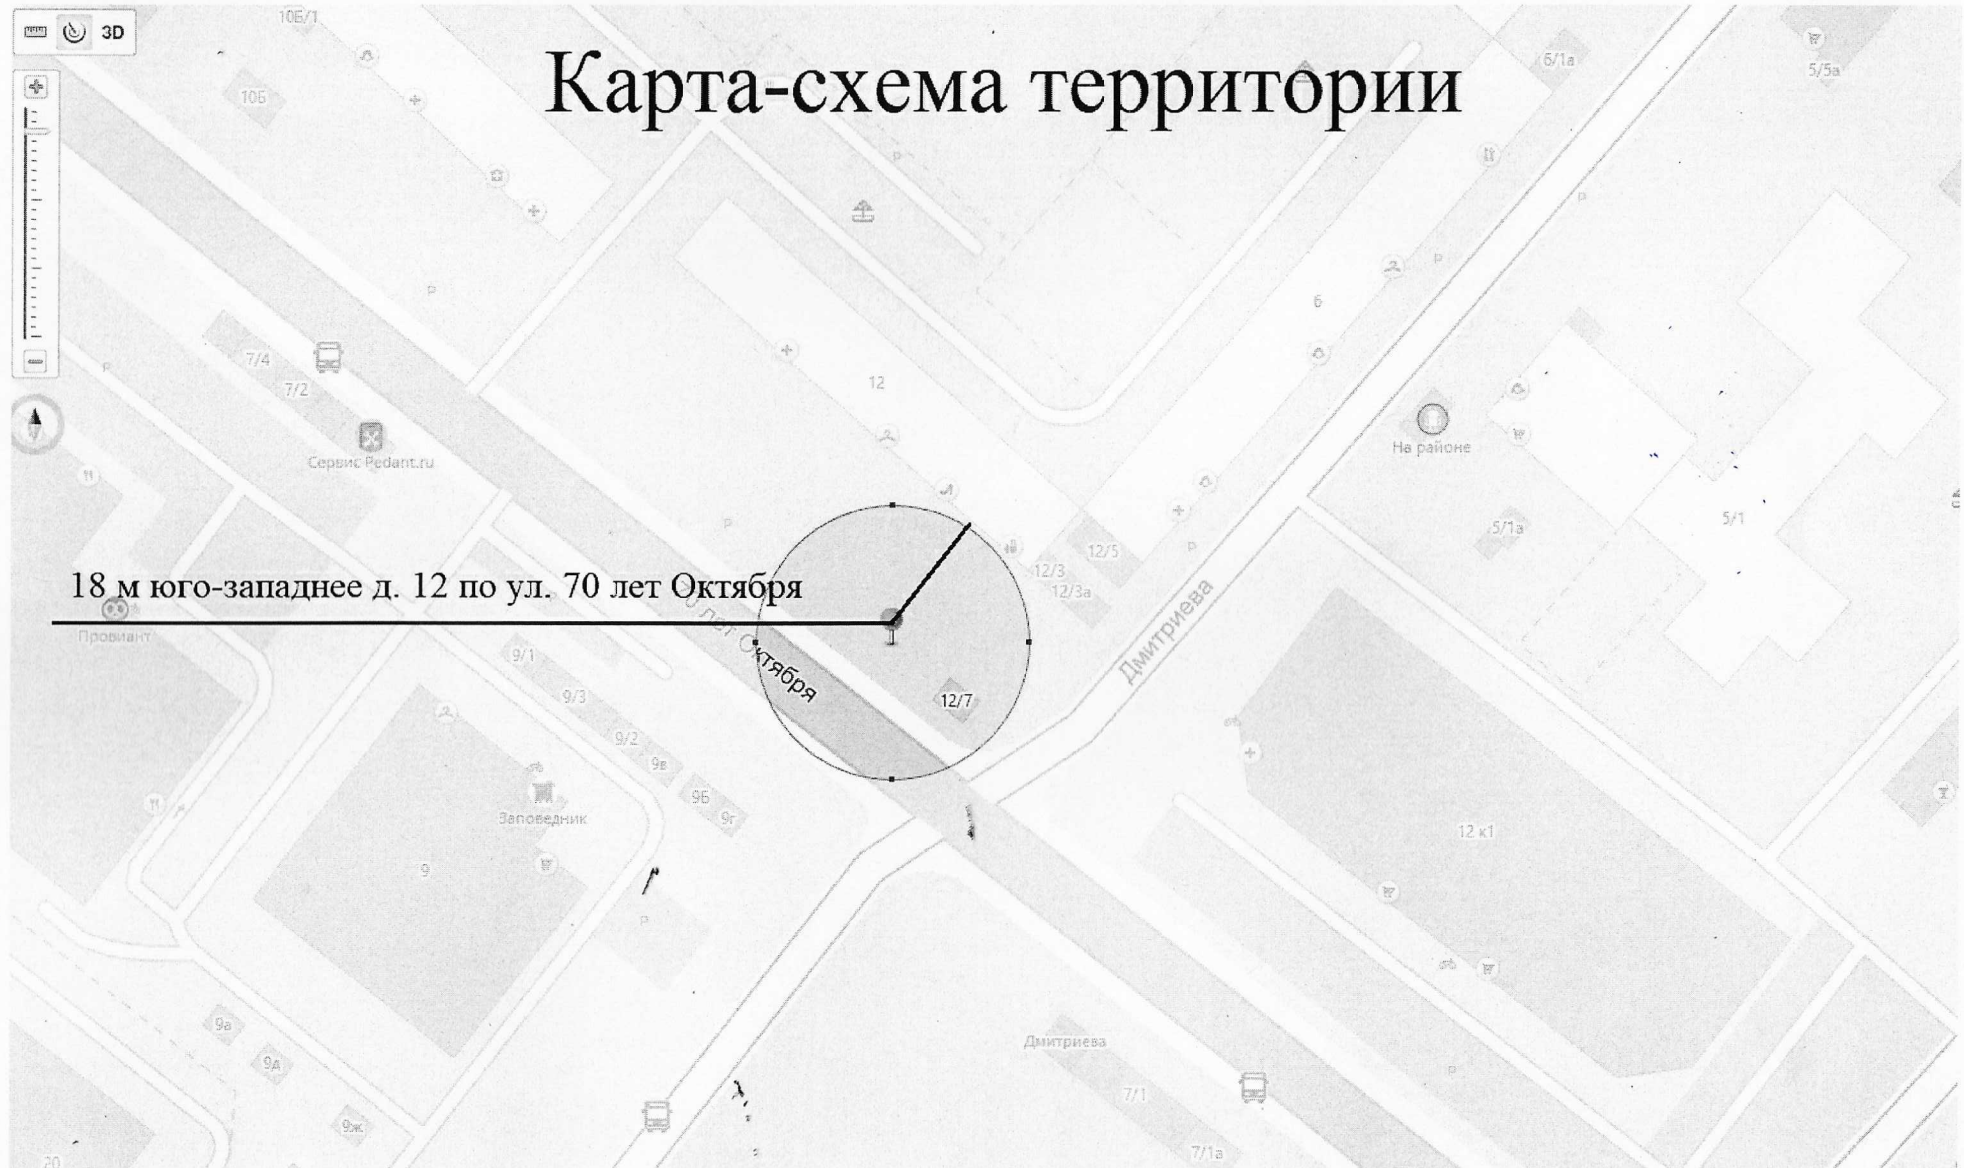 3D
10Б/1
Карта-схема территории
6/1а
5/5а
10Б
6
7/4
7/2
12
Сервис Pedant.ru
На районе
5/1
5/1а
12/5
12/3
12/3а
18 м юго-западнее д. 12 по ул. 70 лет Октября
70 лет Октября
Провиант
Дмитриева
9/1
9/3
12/7
9/2
9в
9Б
9г
Заповедник
12 к1
9
9а
9д
Дмитриева
7/1
9ж
7/1а
20